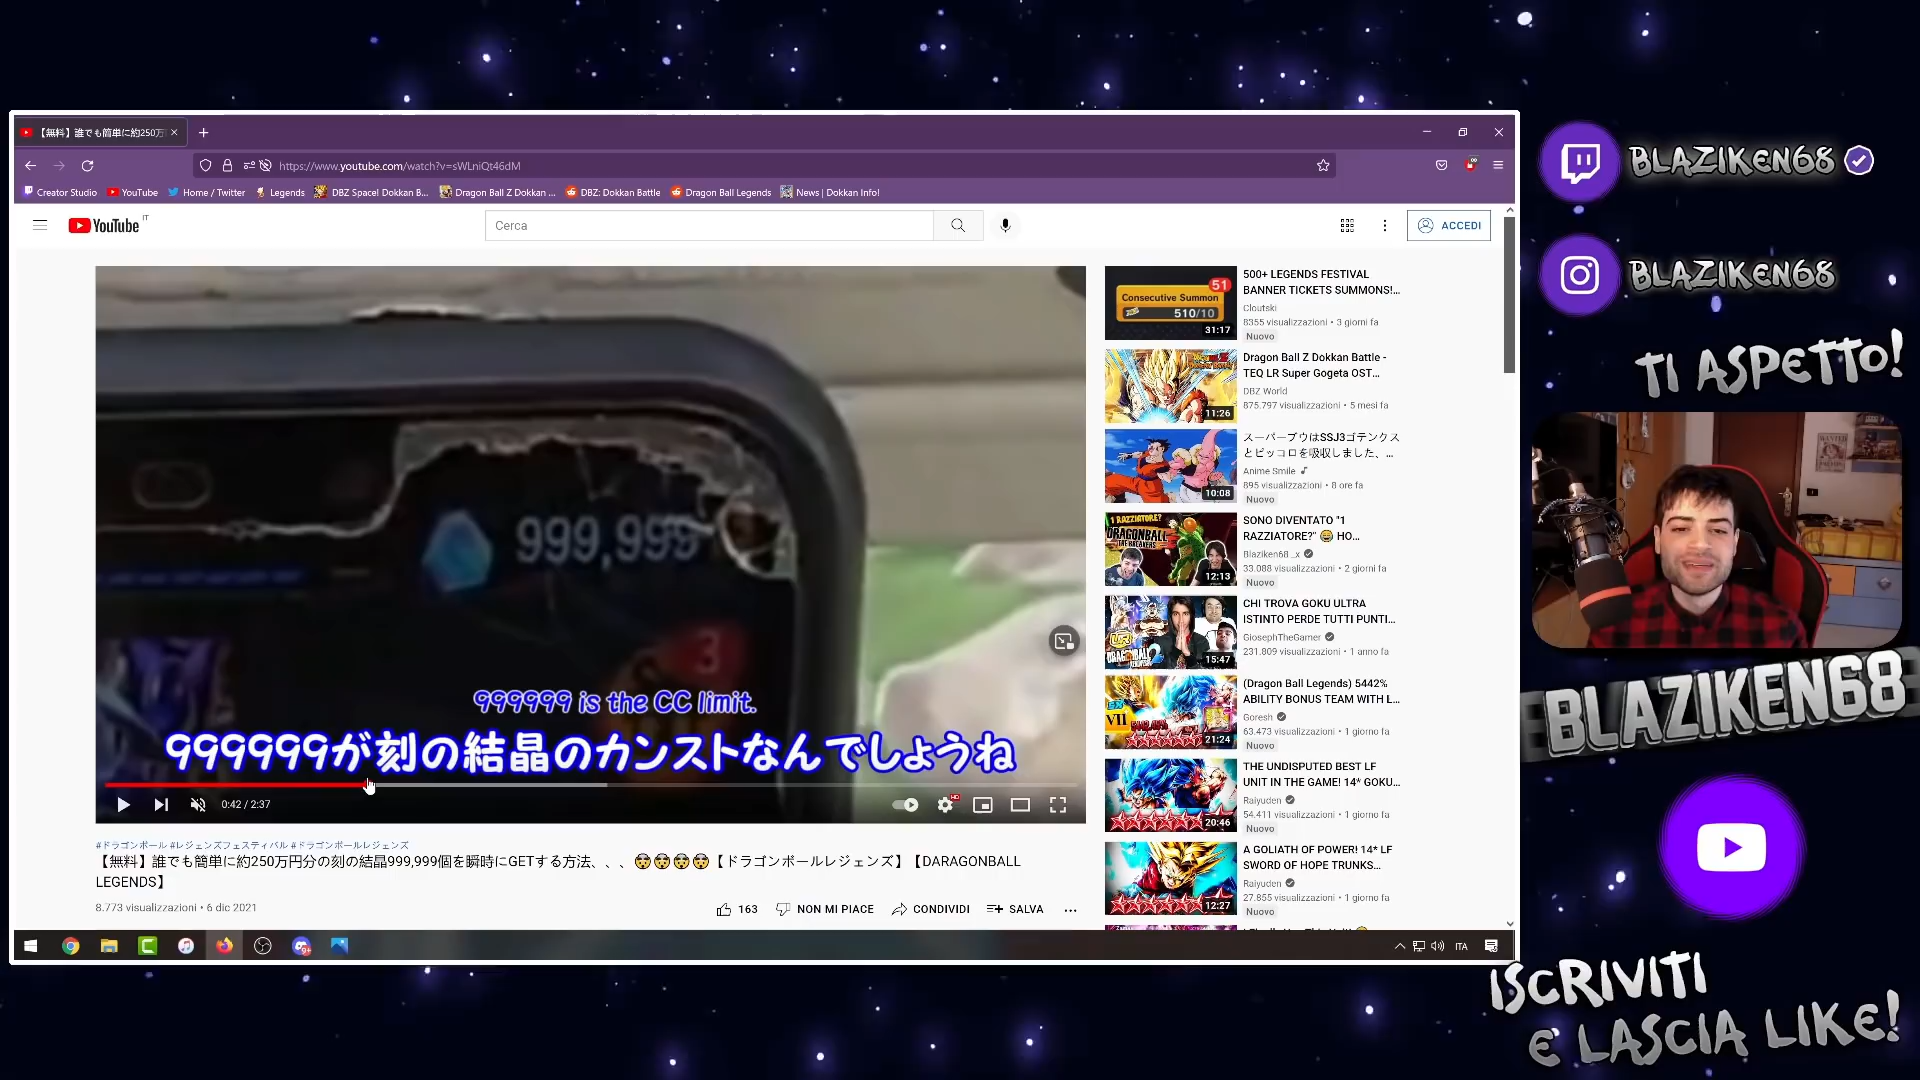 【無料】誰でも簡単に約250万
https://www.youtube.com/watch?v=sWLniQt46dM
Creator Studio
YouTube
Home / Twitter
Legends
DBZ Space! Dokkan B...
Dragon Ball Z Dokkan ...
DBZ: Dokkan Battle
Dragon Ball Legends
News | Dokkan Info!
YouTube IT
Cerca
ACCEDI
999,999
3
999999 is the CC limit.
999999が刻の結晶のカンストなんでしょうね
0:42 / 2:37
HD
#ドラゴンボール #レジェンズフェスティバル #ドラゴンボールレジェンズ
【無料】誰でも簡単に約250万円分の刻の結晶999,999個を瞬時にGETする方法、、、🤯🤯🤯🤯【ドラゴンボールレジェンズ】【DARAGONBALL
LEGENDS】
8.773 visualizzazioni • 6 dic 2021
163
NON MI PIACE
CONDIVIDI
SALVA
51
Consecutive Summon
510/10
31:17
500+ LEGENDS FESTIVAL
BANNER TICKETS SUMMONS!...
Cloutski
8355 visualizzazioni • 3 giorni fa
Nuovo
11:26
Dragon Ball Z Dokkan Battle -
TEQ LR Super Gogeta OST...
DBZ World
875.797 visualizzazioni • 5 mesi fa
10:08
スーパーブウはSSJ3ゴテンクス
とピッコロを吸収しました、...
Anime Smile
895 visualizzazioni • 8 ore fa
Nuovo
1 RAZZIATORE?
DRAGONBALL
THE BREAKERS
12:13
SONO DIVENTATO "1
RAZZIATORE?" 😅 HO...
Blaziken68 _x
33.088 visualizzazioni • 2 giorni fa
Nuovo
15:47
CHI TROVA GOKU ULTRA
ISTINTO PERDE TUTTI PUNTI...
GiosephTheGamer
231.809 visualizzazioni • 1 anno fa
VII
21:24
(Dragon Ball Legends) 5442%
ABILITY BONUS TEAM WITH L...
Goresh
63.473 visualizzazioni • 1 giorno fa
Nuovo
20:46
THE UNDISPUTED BEST LF
UNIT IN THE GAME! 14* GOKU...
Raiyuden
54.411 visualizzazioni • 1 giorno fa
Nuovo
12:27
A GOLIATH OF POWER! 14* LF
SWORD OF HOPE TRUNKS...
Raiyuden
27.855 visualizzazioni • 1 giorno fa
Nuovo
ITA
BLAZIKEN68
BLAZIKEN68
TI ASPETTO!
WANTED
BLAZIKEN68
ISCRIVITI
E LASCIA LIKE!